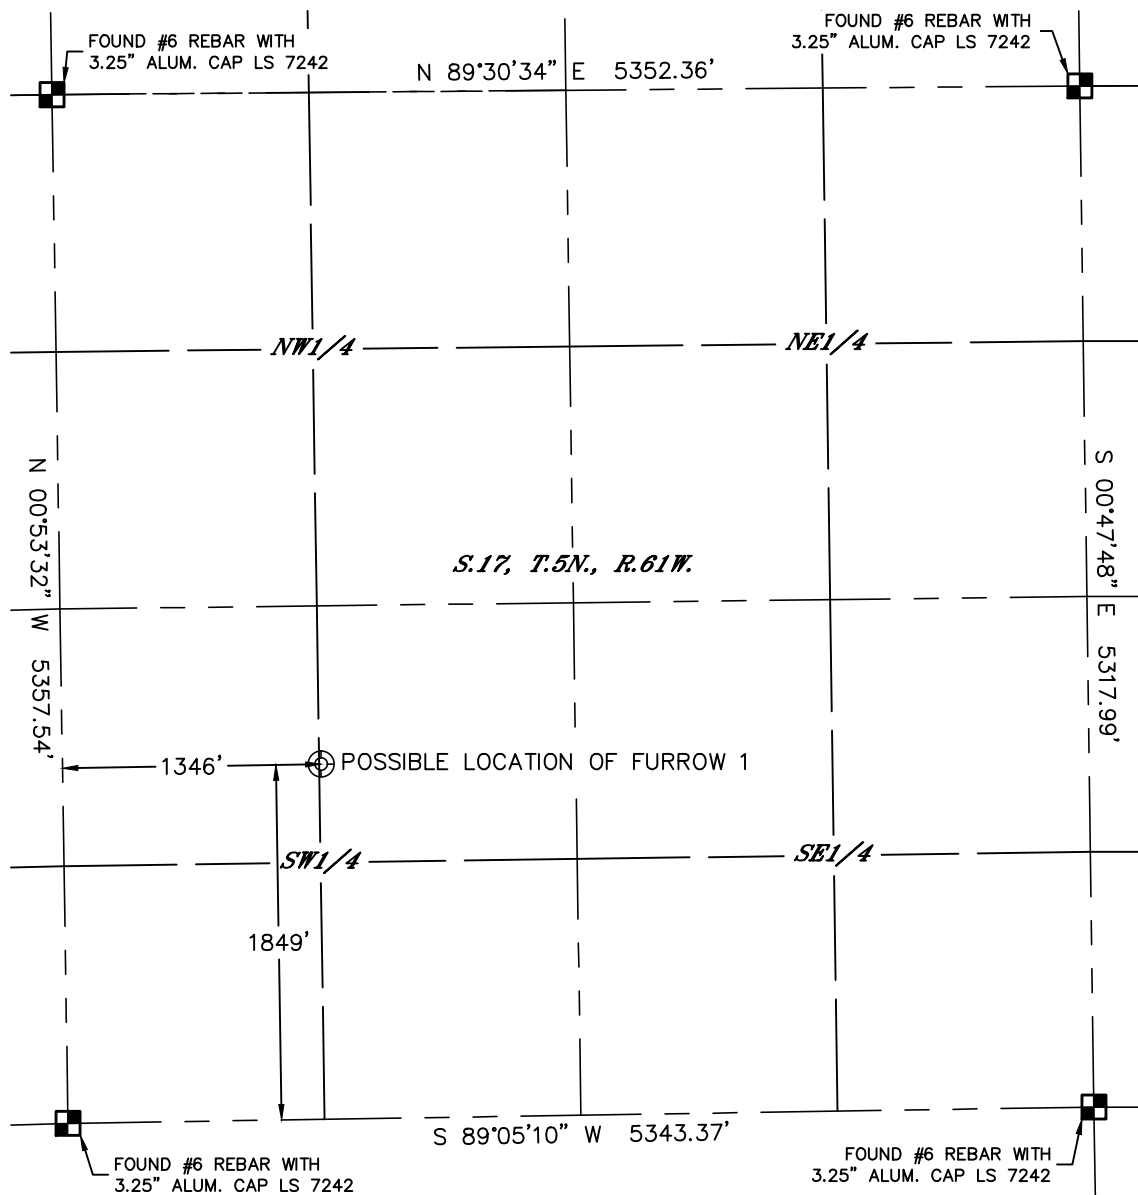 FOUND #6 REBAR WITH
3.25" ALUM. CAP LS 7242
FOUND #6 REBAR WITH
3.25" ALUM. CAP LS 7242
N 89°30'34" E 5352.36'
NW1/4
NE1/4
N 00°53'32" W 5357.54'
S 00°47'48" E 5317.99'
S.17, T.5N., R.61W.
1346'
POSSIBLE LOCATION OF FURROW 1
SW1/4
SE1/4
1849'
S 89°05'10" W 5343.37'
FOUND #6 REBAR WITH
3.25" ALUM. CAP LS 7242
FOUND #6 REBAR WITH
3.25" ALUM. CAP LS 7242